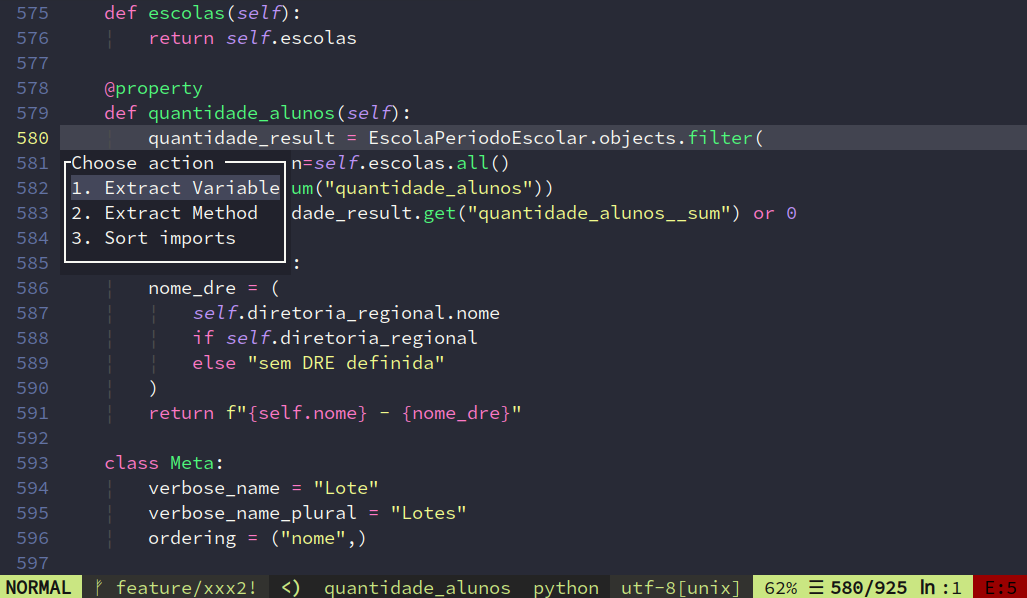 575 def escolas(self):
576 return self.escolas
577
578 @property
579 def quantidade_alunos(self):
580 quantidade_result = EscolaPeriodoEscolar.objects.filter(
581 Choose action n=self.escolas.all()
582 1. Extract Variable um("quantidade_alunos"))
583 2. Extract Method dade_result.get("quantidade_alunos__sum") or 0
584 3. Sort imports
585 :
586 nome_dre = (
587 self.diretoria_regional.nome
588 if self.diretoria_regional
589 else "sem DRE definida"
590 )
591 return f"{self.nome} - {nome_dre}"
592
593 class Meta:
594 verbose_name = "Lote"
595 verbose_name_plural = "Lotes"
596 ordering = ("nome",)
597
NORMAL ᚠ feature/xxx2! <) quantidade_alunos python utf-8[unix] 62% ☰ 580/925 ln :1 E:5